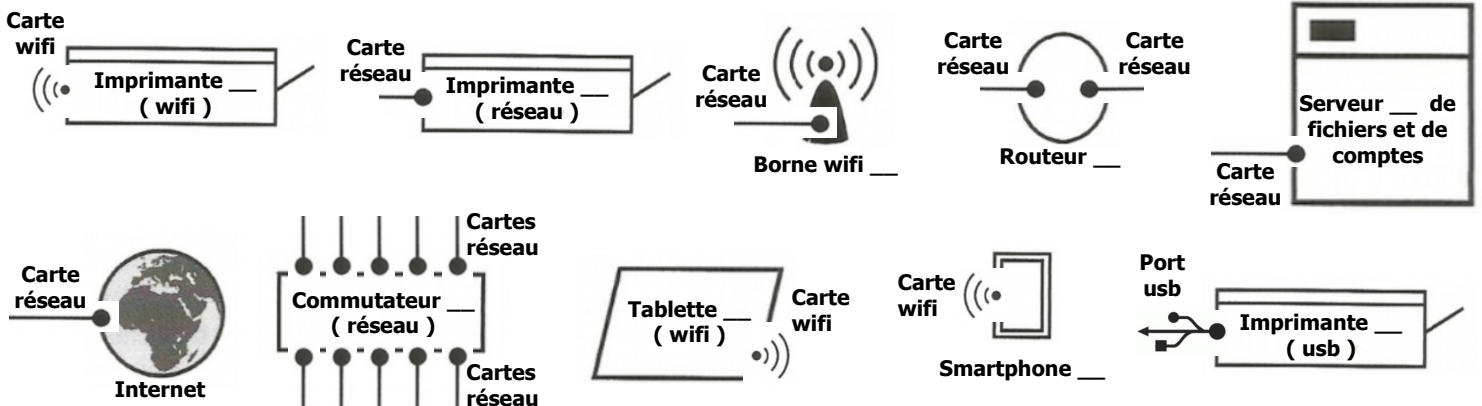 Carte
wifi
Imprimante __
( wifi )
Carte
réseau
Imprimante __
( réseau )
Carte
réseau
Borne wifi __
Carte
réseau
Carte
réseau
Routeur __
Serveur __ de
fichiers et de
comptes
Carte
réseau
Carte
réseau
Internet
Cartes
réseau
Commutateur __
( réseau )
Cartes
réseau
Tablette __
( wifi )
Carte
wifi
Carte
wifi
Smartphone __
Port
usb
Imprimante __
( usb )